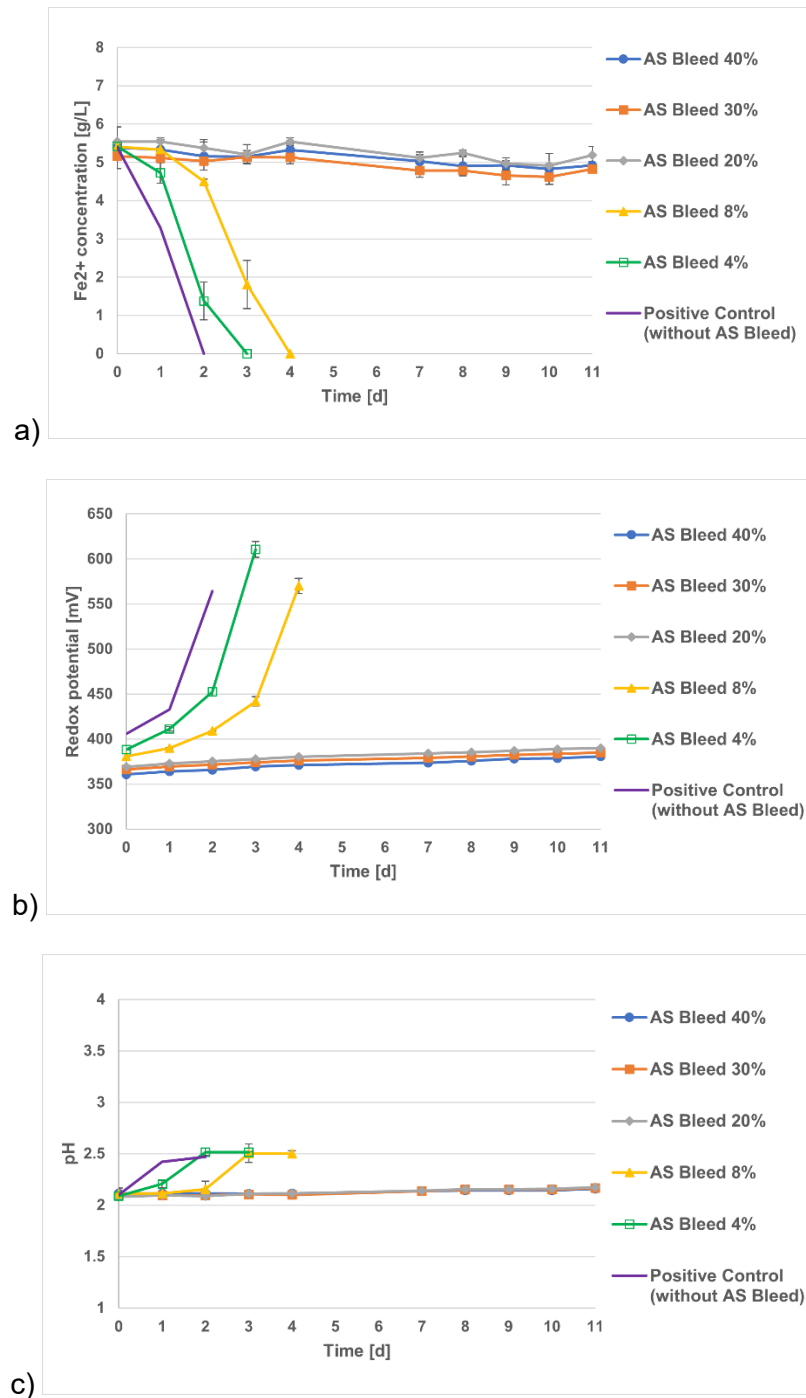 8
7
6
5
4
3
2
1
0
Fe2+ concentration [g/L]
0 1 2 3 4 5 6 7 8 9 10 11
Time [d]
AS Bleed 40%
AS Bleed 30%
AS Bleed 20%
AS Bleed 8%
AS Bleed 4%
Positive Control
(without AS Bleed)
a)
650
600
550
500
450
400
350
300
Redox potential [mV]
0 1 2 3 4 5 6 7 8 9 10 11
Time [d]
AS Bleed 40%
AS Bleed 30%
AS Bleed 20%
AS Bleed 8%
AS Bleed 4%
Positive Control
(without AS Bleed)
b)
4
3.5
3
2.5
2
1.5
1
pH
0 1 2 3 4 5 6 7 8 9 10 11
Time [d]
AS Bleed 40%
AS Bleed 30%
AS Bleed 20%
AS Bleed 8%
AS Bleed 4%
Positive Control
(without AS Bleed)
c)